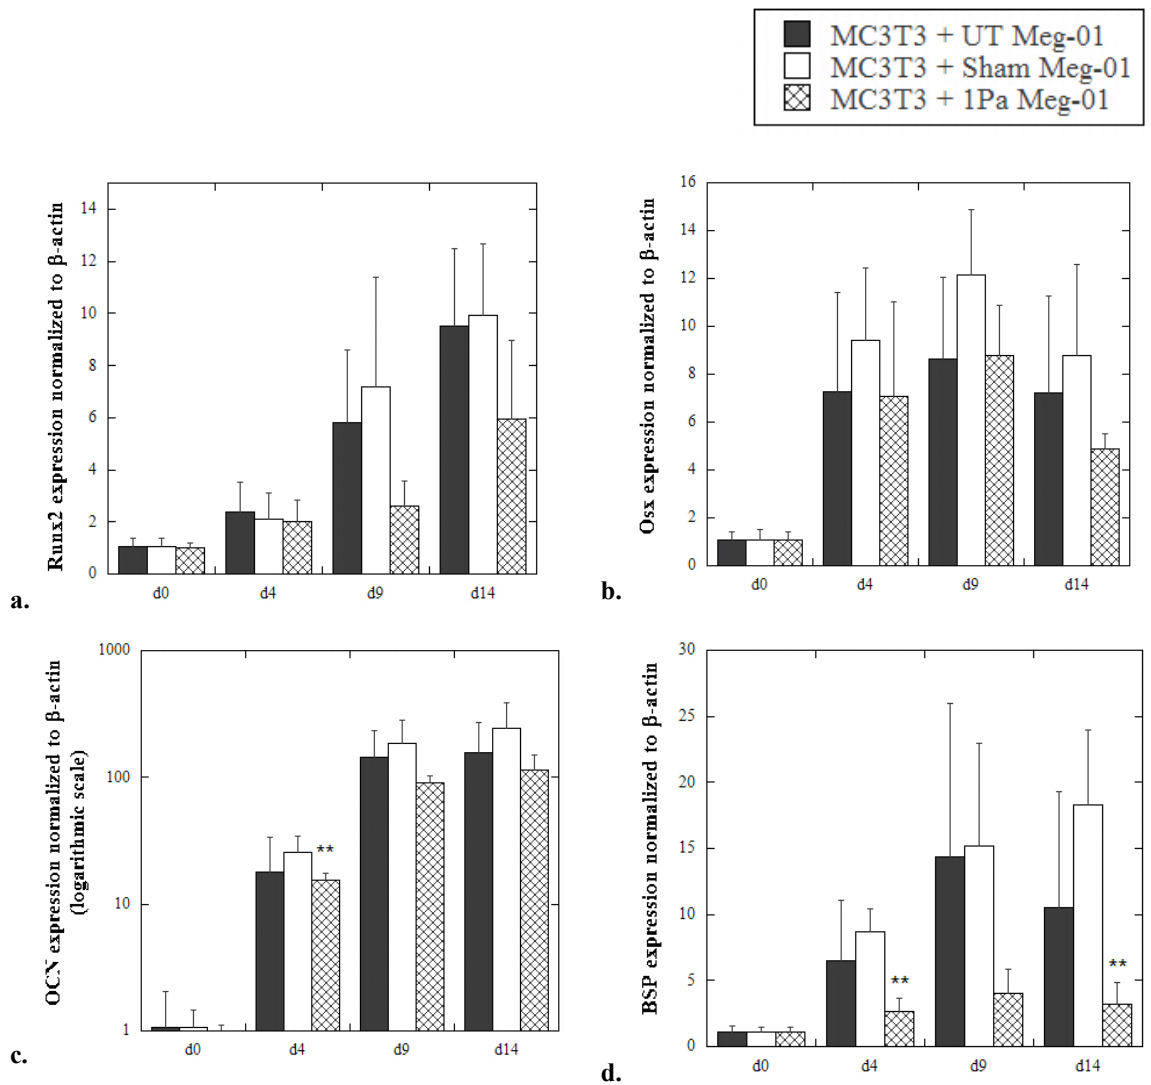 MC3T3 + UT Meg-01
MC3T3 + Sham Meg-01
MC3T3 + 1Pa Meg-01
Runx2 expression normalized to β-actin
14
12
10
8
6
4
2
0
d0 d4 d9 d14
a.
Osx expression normalized to β-actin
16
14
12
10
8
6
4
2
0
d0 d4 d9 d14
b.
OCN expression normalized to β-actin
(logarithmic scale)
1000
100
10
1
**
d0 d4 d9 d14
c.
BSP expression normalized to β-actin
30
25
20
15
10
5
0
**
**
d0 d4 d9 d14
d.